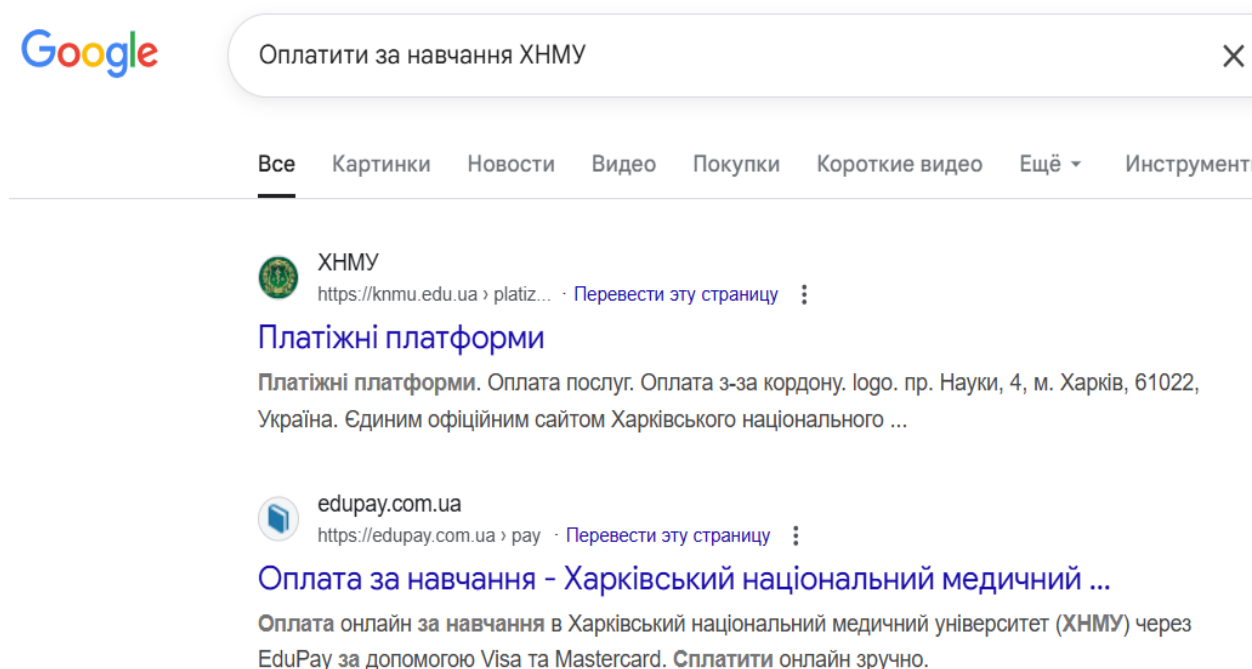 Google
Оплатити за навчання ХНМУ
Все Картинки Новости Видео Покупки Короткие видео Ещё
ХНМУ
https://knmu.edu.ua › platiz... · Перевести эту страницу
Платіжні платформи
Платіжні платформи. Оплата послуг. Оплата з-за кордону. logo. пр. Науки, 4, м. Харків, 61022,
Україна. Єдиним офіційним сайтом Харківського національного ...
edupay.com.ua
https://edupay.com.ua › pay · Перевести эту страницу
Оплата за навчання - Харківський національний медичний ...
Оплата онлайн за навчання в Харківський національний медичний університет (ХНМУ) через
EduPay за допомогою Visa та Mastercard. Сплатити онлайн зручно.